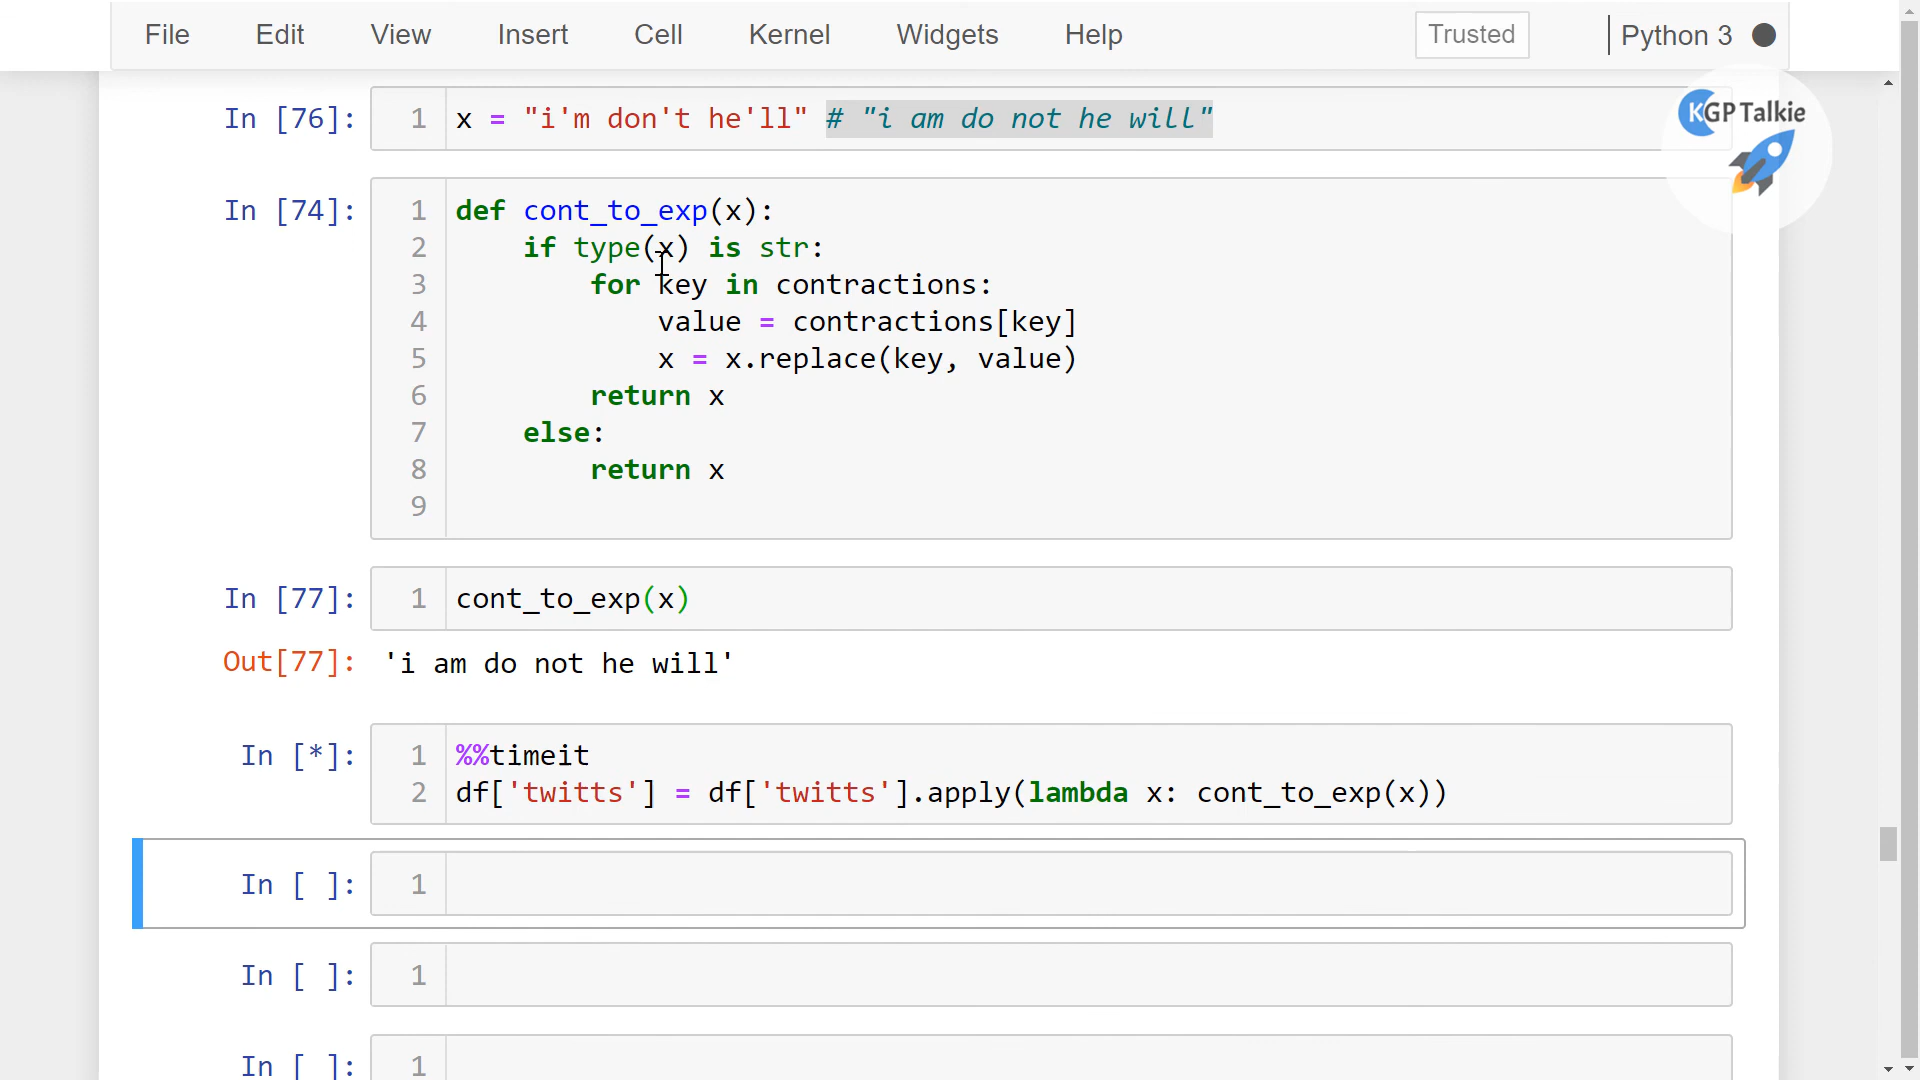 File Edit View Insert Cell Kernel Widgets Help Trusted Python 3
KGP Talkie
In [76]: 1 x = "i'm don't he'll" # "i am do not he will"
In [74]: 1 def cont_to_exp(x):
2 if type(x) is str:
3 for key in contractions:
4 value = contractions[key]
5 x = x.replace(key, value)
6 return x
7 else:
8 return x
9
In [77]: 1 cont_to_exp(x)
Out[77]: 'i am do not he will'
In [*]: 1 %%timeit
2 df['twitts'] = df['twitts'].apply(lambda x: cont_to_exp(x))
In [ ]: 1
In [ ]: 1
In [ ]: 1